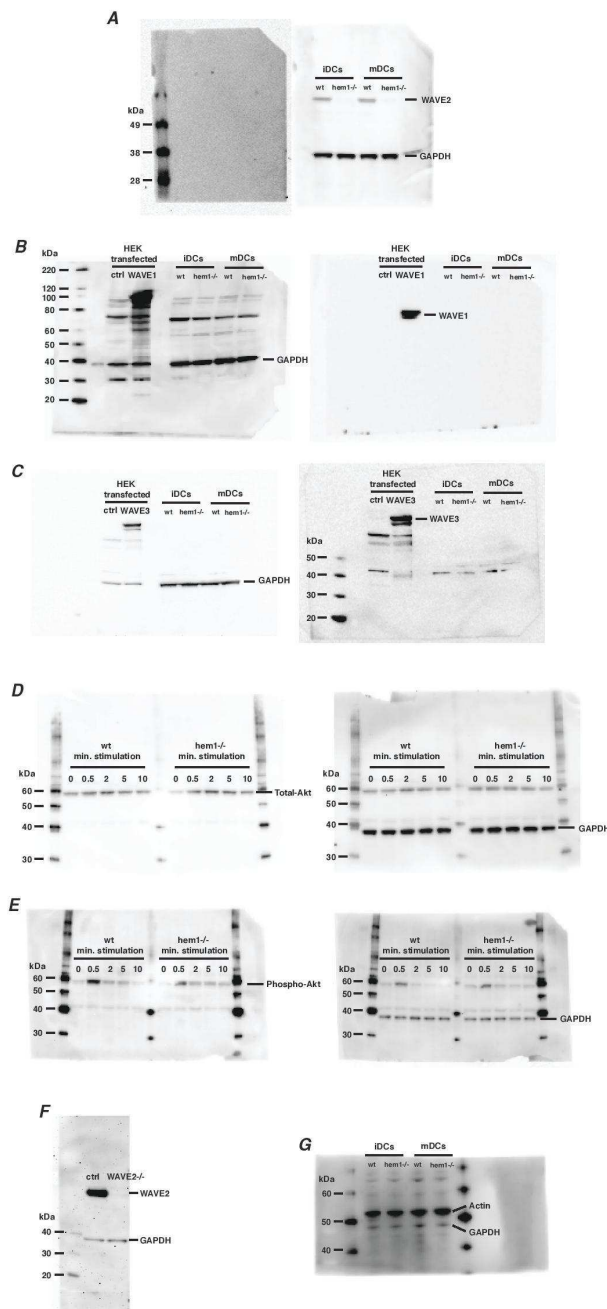 A
iDCs mDCs
wt hem1-/- wt hem1-/-
WAVE2
kDa
49
38
GAPDH
28
B
HEK
transfected
iDCs mDCs
kDa
ctrl WAVE1
wt hem1-/- wt hem1-/-
220
120
100
80
60
40
GAPDH
30
20
HEK
transfected
iDCs mDCs
ctrl WAVE1
wt hem1-/- wt hem1-/-
WAVE1
C
HEK
transfected
iDCs mDCs
ctrl WAVE3
wt hem1-/- wt hem1-/-
GAPDH
HEK
transfected
iDCs mDCs
ctrl WAVE3
wt hem1-/- wt hem1-/-
WAVE3
kDa
50
40
30
20
D
wt hem1-/-
min. stimulation min. stimulation
kDa
0 0.5 2 5 10 0 0.5 2 5 10
60
Total-Akt
50
40
30
wt hem1-/-
min. stimulation min. stimulation
kDa
0 0.5 2 5 10 0 0.5 2 5 10
60
50
40
GAPDH
30
E
wt hem1-/-
min. stimulation min. stimulation
kDa
0 0.5 2 5 10 0 0.5 2 5 10
60
Phospho-Akt
50
40
30
wt hem1-/-
min. stimulation min. stimulation
kDa
0 0.5 2 5 10 0 0.5 2 5 10
60
50
40
GAPDH
30
F
ctrl WAVE2-/-
WAVE2
kDa
40
GAPDH
30
20
G
iDCs mDCs
wt hem1-/- wt hem1-/-
kDa
60
Actin
50
GAPDH
40